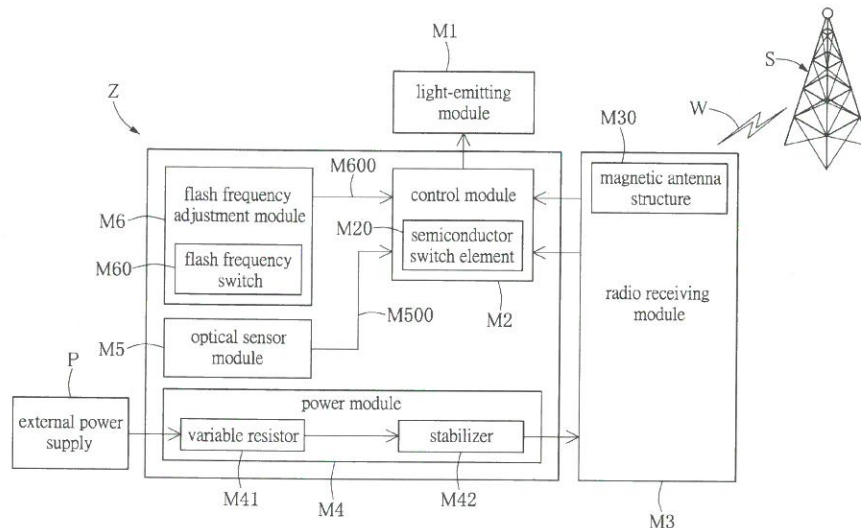 M1
S
Z
light-emitting
module
W
M30
M600
magnetic antenna
structure
flash frequency
adjustment module
control module
M6
M20
semiconductor
switch element
M60
flash frequency
switch
radio receiving
module
M500
M2
M5
optical sensor
module
P
power module
external power
supply
variable resistor
stabilizer
M41
M4
M42
M3